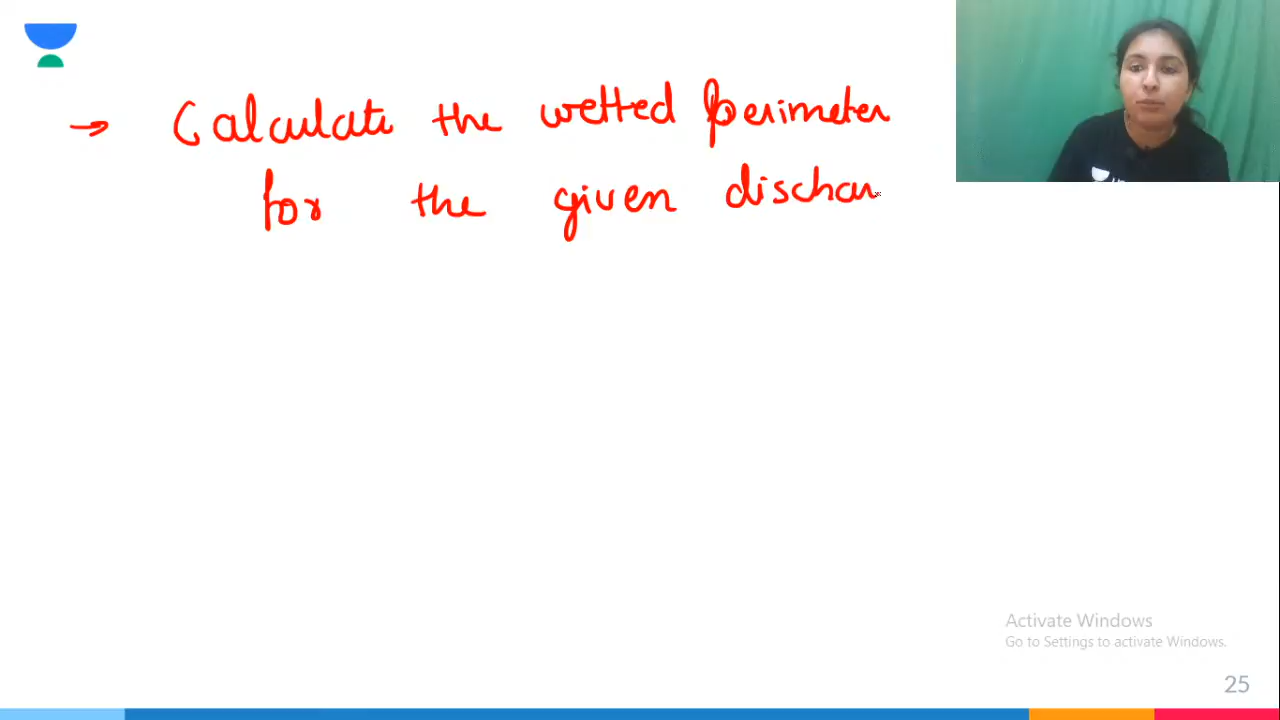 → Calculate the wetted perimeter
for the given dischar
Activate Windows
Go to Settings to activate Windows.
25